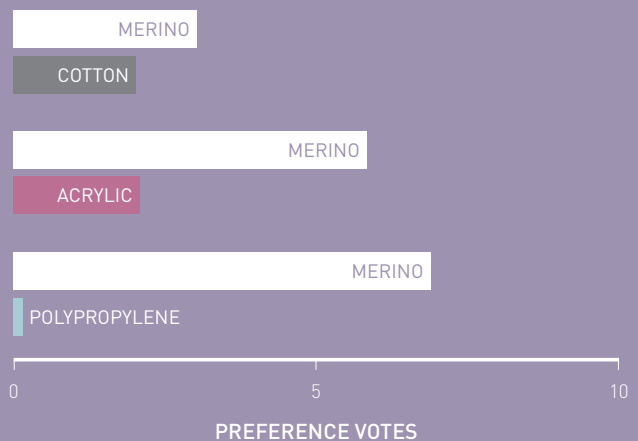 MERINO
COTTON
MERINO
ACRYLIC
MERINO
POLYPROPYLENE
0 5 10
PREFERENCE VOTES